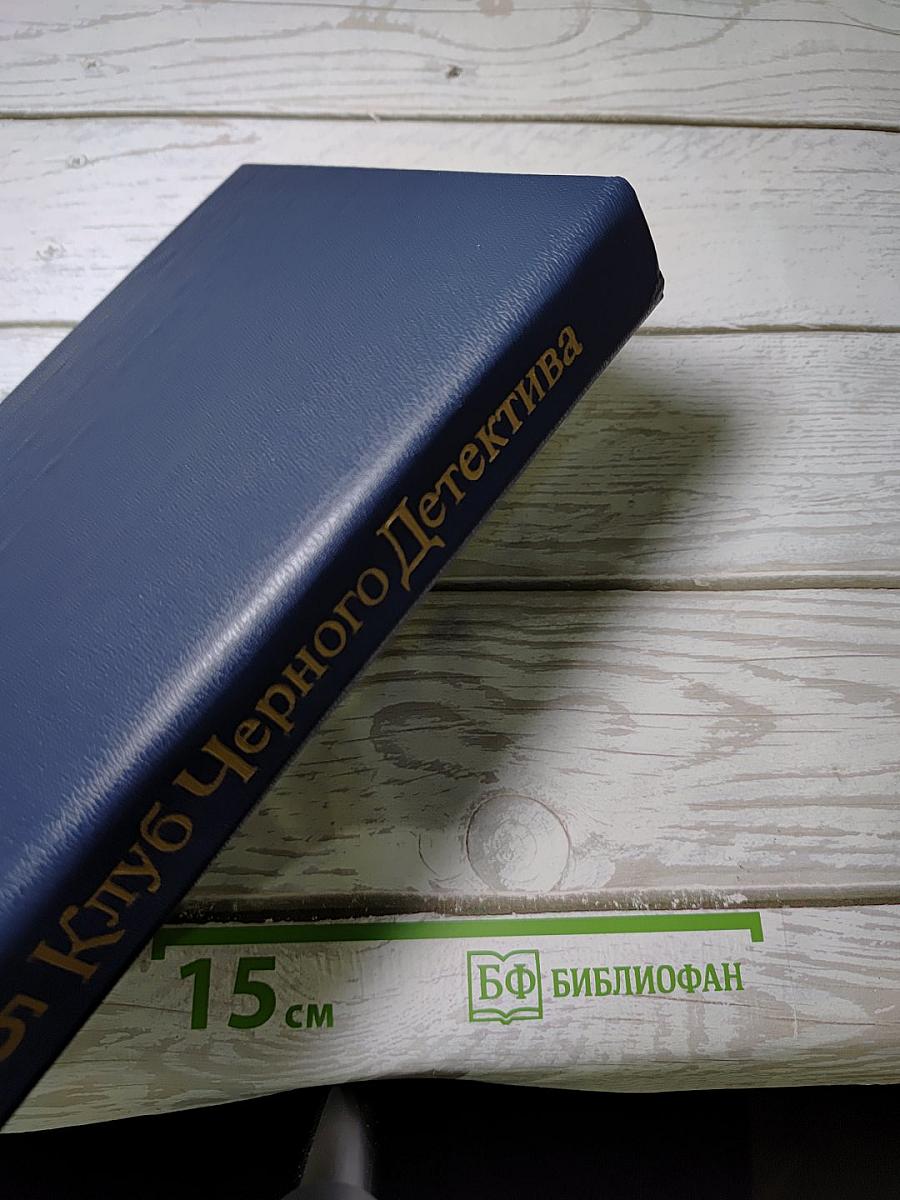 Клуб Черного Детектива
15 см
БФ БИБЛИОФАН